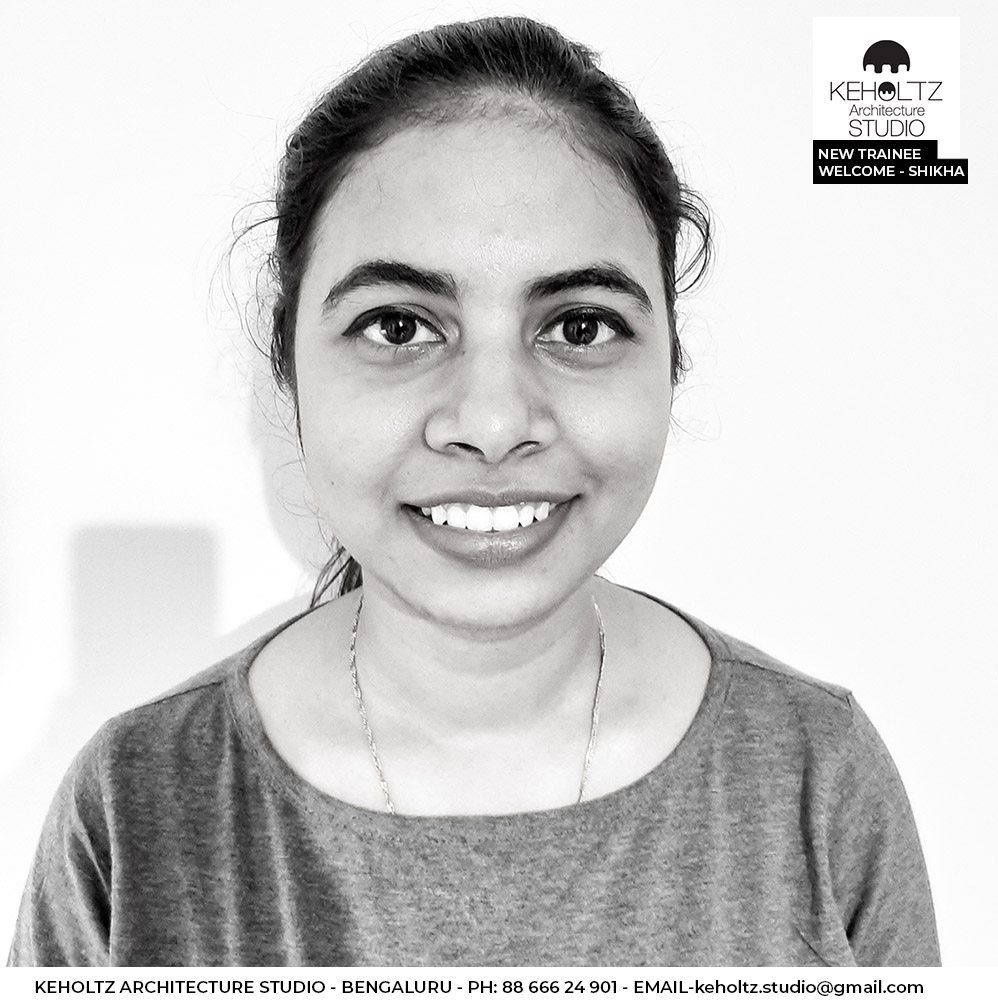 KEHOLTZ
Architecture
STUDIO
NEW TRAINEE
WELCOME - SHIKHA
KEHOLTZ ARCHITECTURE STUDIO - BENGALURU - PH: 88 666 24 901 - EMAIL-keholtz.studio@gmail.com